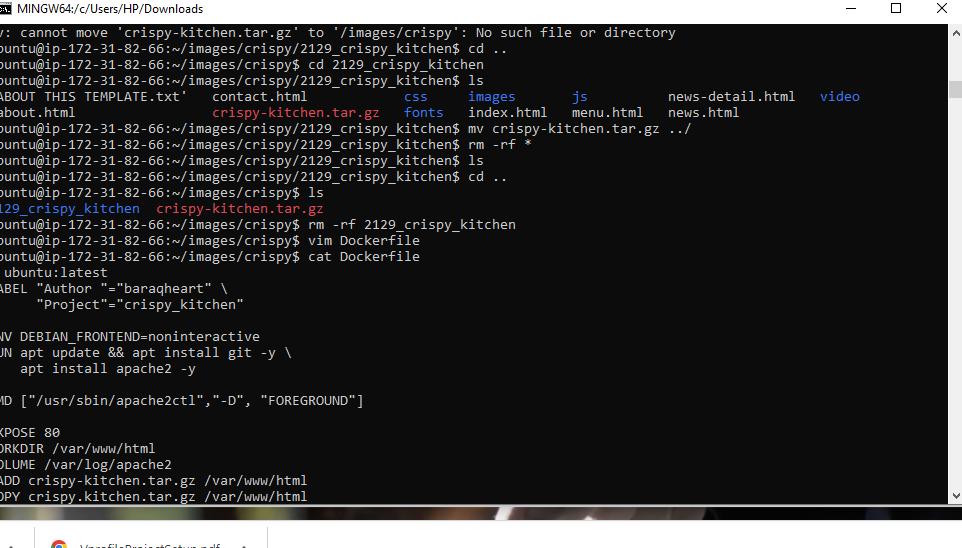 MINGW64:/c/Users/HP/Downloads
v: cannot move 'crispy-kitchen.tar.gz' to '/images/crispy': No such file or directory
buntu@ip-172-31-82-66:~/images/crispy/2129_crispy_kitchen$ cd ..
buntu@ip-172-31-82-66:~/images/crispy$ cd 2129_crispy_kitchen
buntu@ip-172-31-82-66:~/images/crispy/2129_crispy_kitchen$ ls
ABOUT THIS TEMPLATE.txt'   contact.html            css     images       js          news-detail.html   video
about.html                 crispy-kitchen.tar.gz   fonts   index.html   menu.html   news.html
buntu@ip-172-31-82-66:~/images/crispy/2129_crispy_kitchen$ mv crispy-kitchen.tar.gz ../
buntu@ip-172-31-82-66:~/images/crispy/2129_crispy_kitchen$ rm -rf *
buntu@ip-172-31-82-66:~/images/crispy/2129_crispy_kitchen$ ls
buntu@ip-172-31-82-66:~/images/crispy/2129_crispy_kitchen$ cd ..
buntu@ip-172-31-82-66:~/images/crispy$ ls
129_crispy_kitchen  crispy-kitchen.tar.gz
buntu@ip-172-31-82-66:~/images/crispy$ rm -rf 2129_crispy_kitchen
buntu@ip-172-31-82-66:~/images/crispy$ vim Dockerfile
buntu@ip-172-31-82-66:~/images/crispy$ cat Dockerfile
ubuntu:latest
ABEL "Author "="baraqheart" \
"Project"="crispy_kitchen"
NV DEBIAN_FRONTEND=noninteractive
UN apt update && apt install git -y \
apt install apache2 -y
MD ["/usr/sbin/apache2ctl","-D", "FOREGROUND"]
XPOSE 80
ORKDIR /var/www/html
OLUME /var/log/apache2
ADD crispy-kitchen.tar.gz /var/www/html
OPY crispy.kitchen.tar.gz /var/www/html